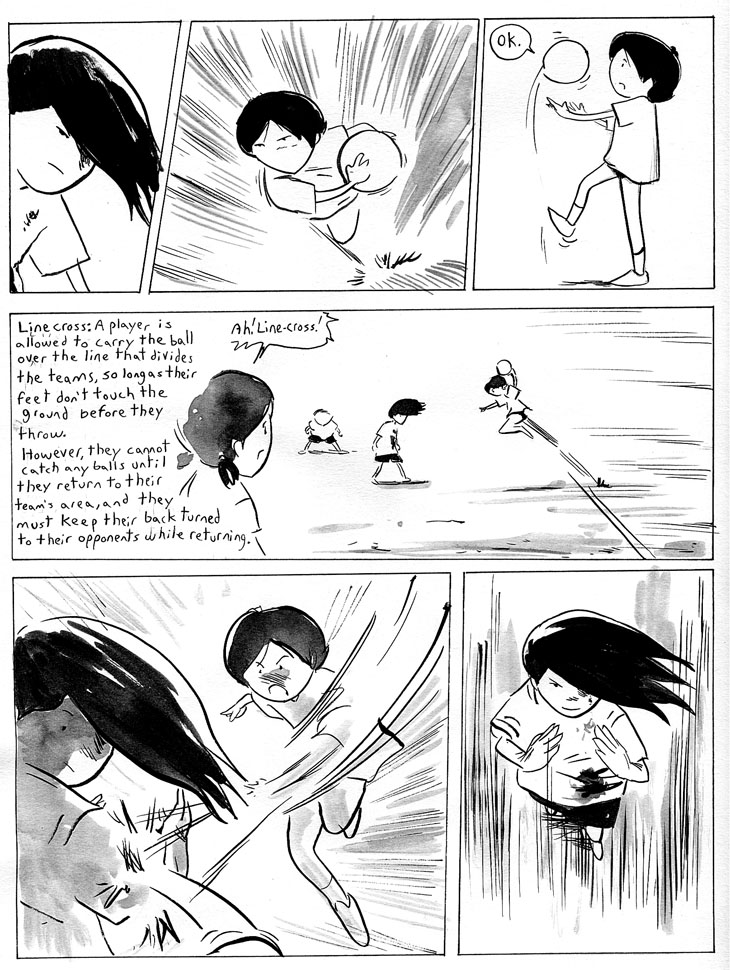 OK.
Line cross: A player is
allowed to carry the ball
over the line that divides
the teams, so long as their
feet don't touch the
ground before they
throw.
However, they cannot
catch any balls until
they return to their
team's area, and they
must keep their back turned
to their opponents while returning.
Ah! Line-cross!